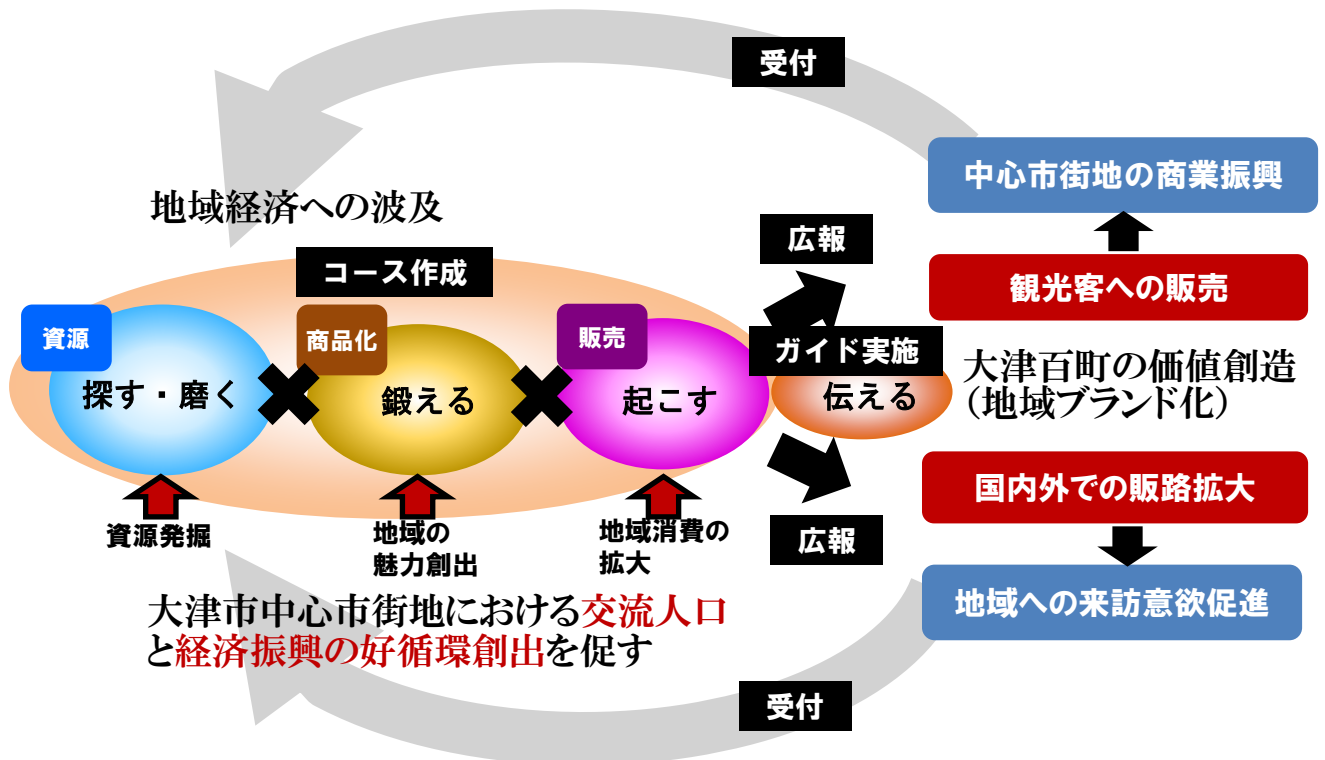 受付
中心市街地の商業振興
地域経済への波及
広報
コース作成
観光客への販売
資源
商品化
販売
ガイド実施
探す・磨く
鍛える
起こす
伝える
大津百町の価値創造
（地域ブランド化）
国内外での販路拡大
資源発掘
地域の
魅力創出
地域消費の
拡大
広報
地域への来訪意欲促進
大津市中心市街地における交流人口
と経済振興の好循環創出を促す
受付